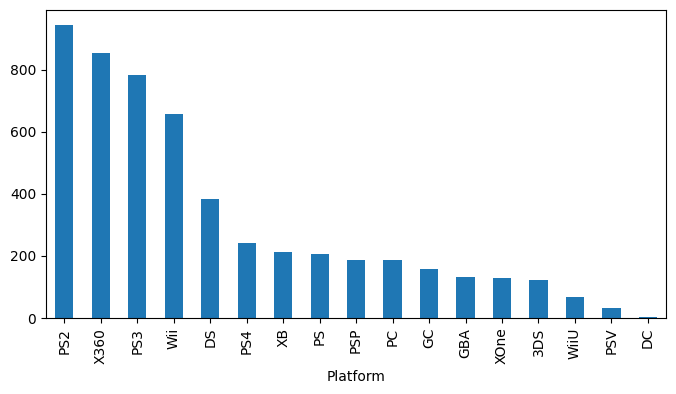 800
600
400
200
0
PS2
X360
PS3
Wii
DS
PS4
XB
PS
PSP
PC
GC
GBA
XOne
3DS
WiiU
PSV
DC
Platform